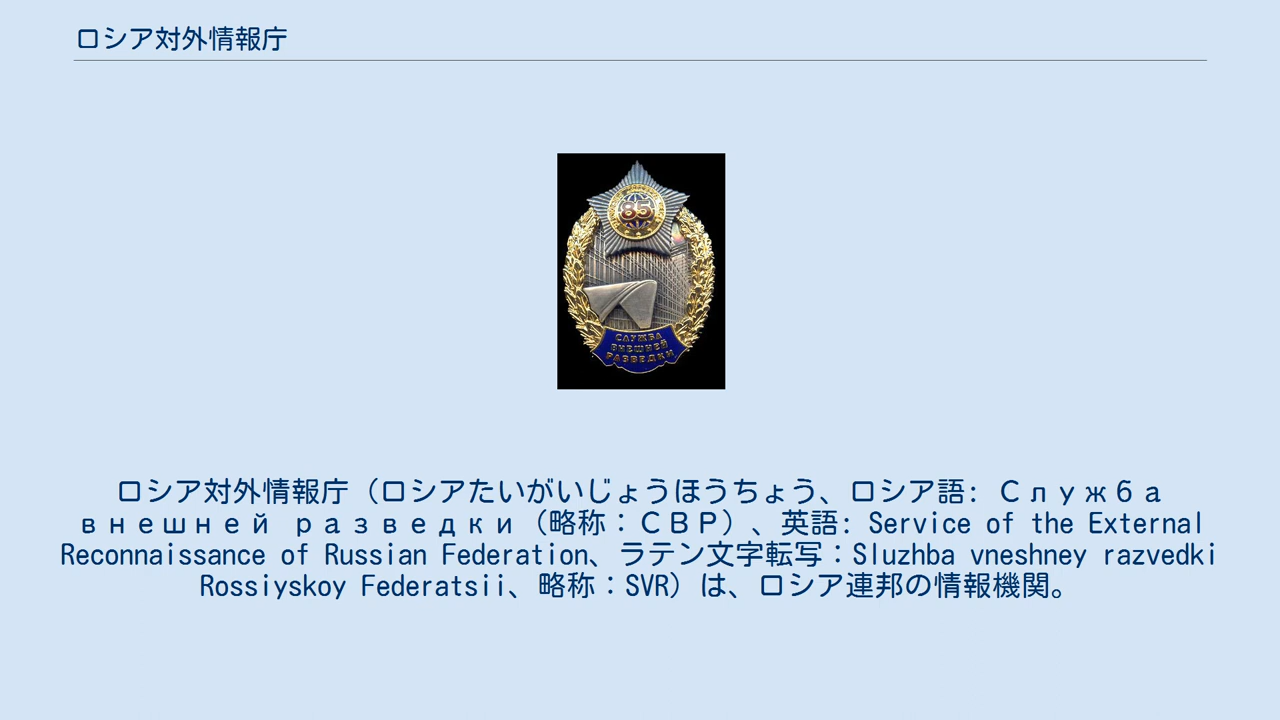 ロシア対外情報庁
85
СЛУЖБА
ВНЕШНЕЙ
РАЗВЕДКИ
ロシア対外情報庁（ロシアたいがいじょうほうちょう、ロシア語: Служба
внешней разведки（略称：СВР）、英語: Service of the External
Reconnaissance of Russian Federation、ラテン文字転写：Sluzhba vneshney razvedki
Rossiyskoy Federatsii、略称：SVR）は、ロシア連邦の情報機関。